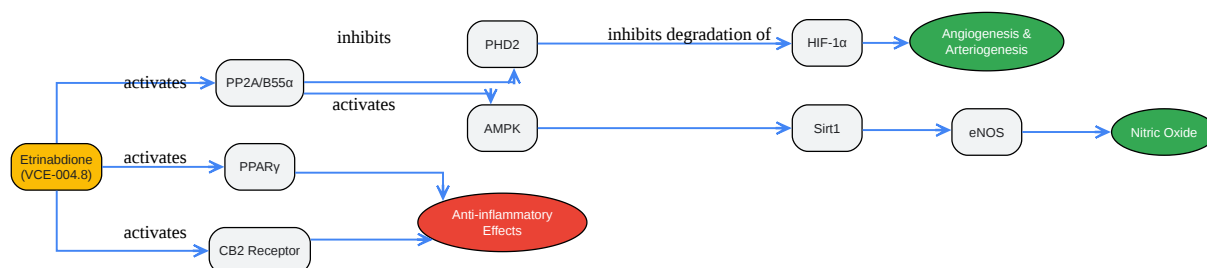 inhibits
PHD2
inhibits degradation of
HIF-1α
Angiogenesis &
Arteriogenesis
activates
PP2A/B55α
activates
AMPK
Sirt1
eNOS
Nitric Oxide
Etrinabdione
(VCE-004.8)
activates
PPARγ
Anti-inflammatory
Effects
activates
CB2 Receptor